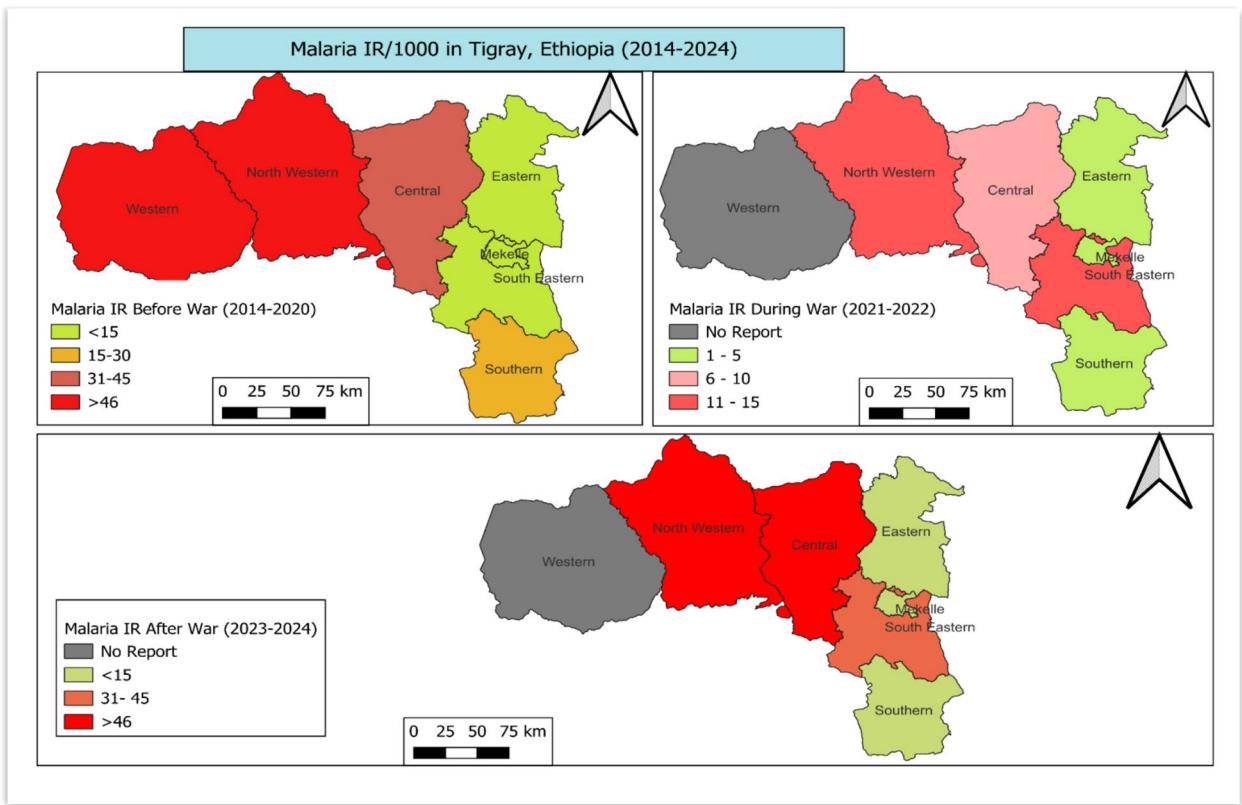 Malaria IR/1000 in Tigray, Ethiopia (2014-2024)
North Western
Western
Central
Eastern
Mekelle
South Eastern
Southern
Malaria IR Before War (2014-2020)
<15
15-30
31-45
>46
0 25 50 75 km
North Western
Western
Central
Eastern
Mekelle
South Eastern
Southern
Malaria IR During War (2021-2022)
No Report
1 - 5
6 - 10
11 - 15
0 25 50 75 km
North Western
Western
Central
Eastern
Mekelle
South Eastern
Southern
Malaria IR After War (2023-2024)
No Report
<15
31- 45
>46
0 25 50 75 km